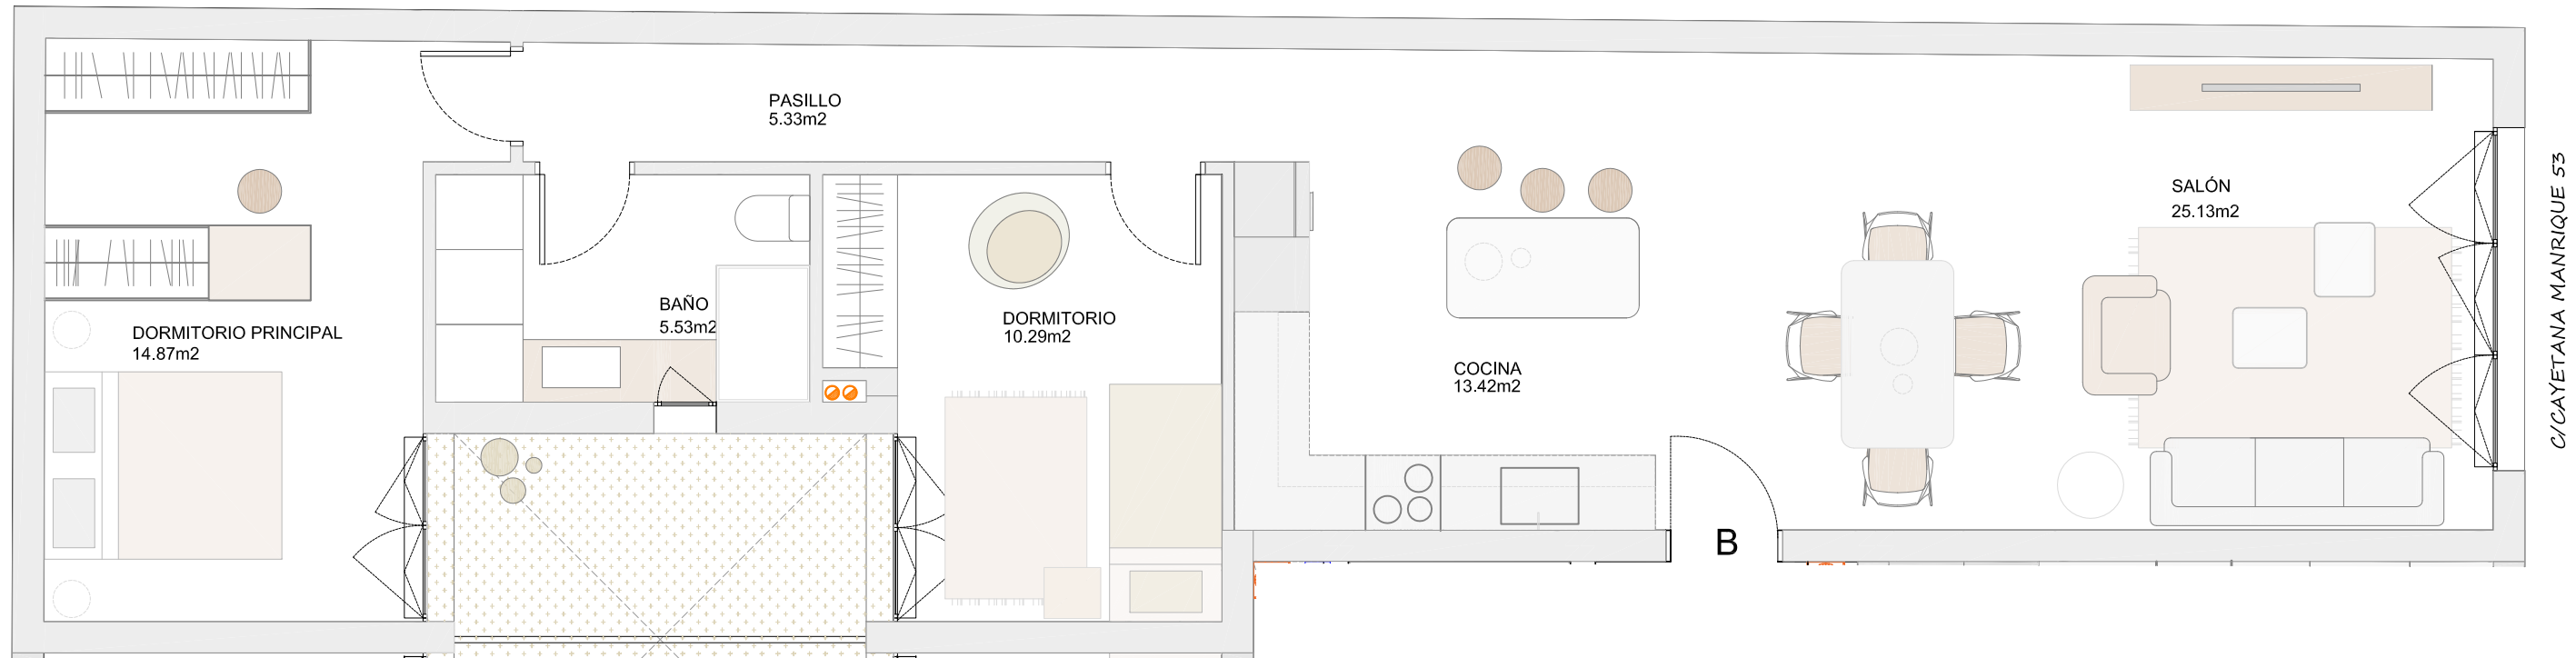 PASILLO
5.33m2
DORMITORIO PRINCIPAL
14.87m2
BAÑO
5.53m2
DORMITORIO
10.29m2
COCINA
13.42m2
SALÓN
25.13m2
B
C/CAYETANA MANRIQUE 53